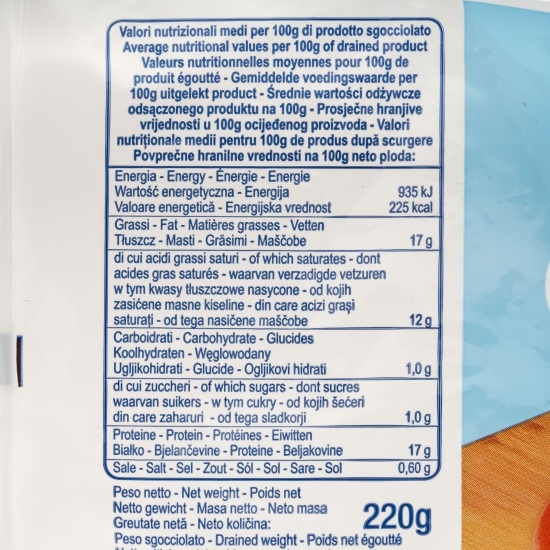 Valori nutrizionali medi per 100g di prodotto sgocciolato
Average nutritional values per 100g of drained product
Valeurs nutritionnelles moyennes pour 100g de
produit égoutté - Gemiddelde voedingswaarde per
100g uitgelekt product - Średnie wartości odżywcze
odsączonego produktu na 100g - Prosječne hranjive
vrijednosti u 100g ocijeđenog proizvoda - Valori
nutriționale medii pentru 100g de produs după scurgere
Povprečne hranilne vrednosti na 100g neto ploda:
Energia - Energy - Énergie - Energie
Wartość energetyczna - Energija 935 kJ
Valoare energetică - Energijska vrednost 225 kcal
Grassi - Fat - Matières grasses - Vetten
Tłuszcz - Masti - Grăsimi - Maščobe 17 g
di cui acidi grassi saturi - of which saturates - dont
acides gras saturés - waarvan verzadigde vetzuren
w tym kwasy tłuszczowe nasycone - od kojih
zasićene masne kiseline - din care acizi grași
saturați - od tega nasičene maščobe 12 g
Carboidrati - Carbohydrate - Glucides
Koolhydraten - Węglowodany
Ugljikohidrati - Glucide - Ogljikovi hidrati 1,0 g
di cui zuccheri - of which sugars - dont sucres
waarvan suikers - w tym cukry - od kojih šećeri
din care zaharuri - od tega sladkorji 1,0 g
Proteine - Protein - Protéines - Eiwitten
Białko - Bjelančevine - Proteine - Beljakovine 17 g
Sale - Salt - Sel - Zout - Sól - Sol - Sare - Sol 0,60 g
Peso netto - Net weight - Poids net
Netto gewicht - Masa netto - Neto masa
Greutate netă - Neto količina: 220g
Peso sgocciolato - Drained weight - Poids net égoutté